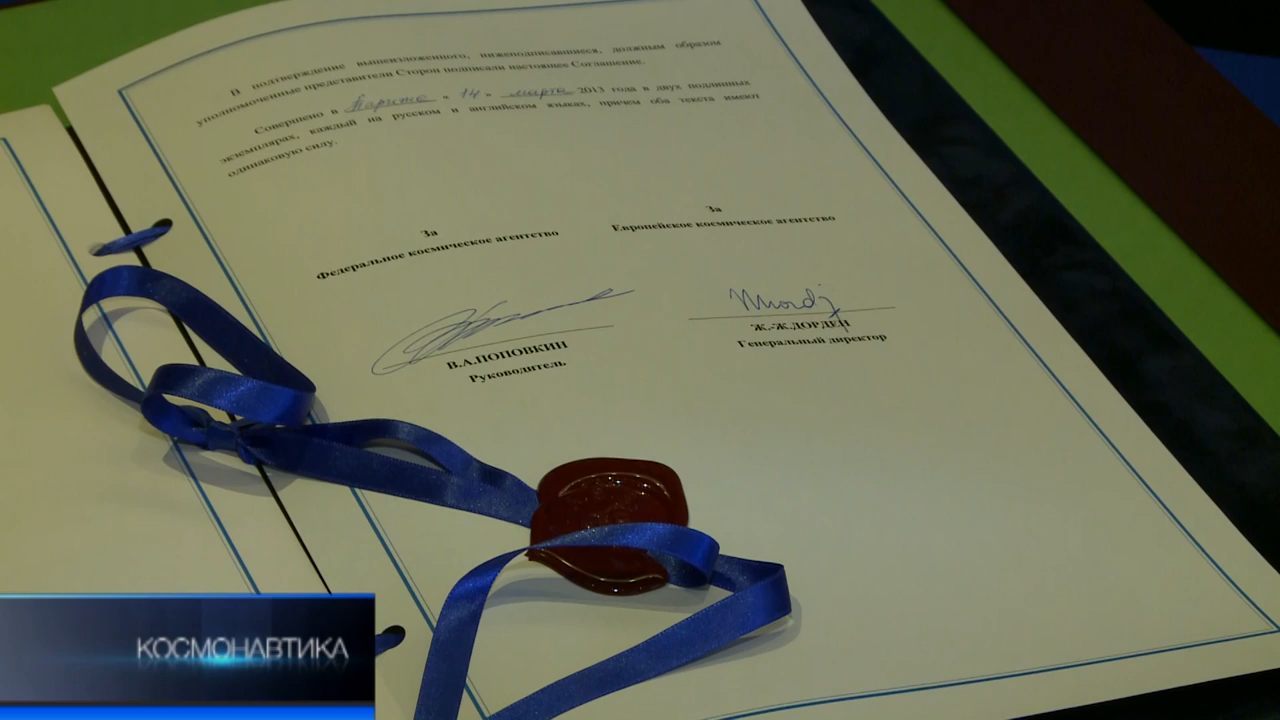 В подтверждение вышеизложенного, нижеподписавшиеся, должным образом
уполномоченные представители Сторон подписали настоящее Соглашение.
Совершено в Париже « 14 » марта 2013 года в двух подлинных
экземплярах, каждый на русском и английском языках, причем оба текста имеют
одинаковую силу.
За
Федеральное космическое агентство
В.А.ПОПОВКИН
Руководитель
За
Европейское космическое агентство
Ж.-Ж.ДОРДЕН
Генеральный директор
КОСМОНАВТИКА